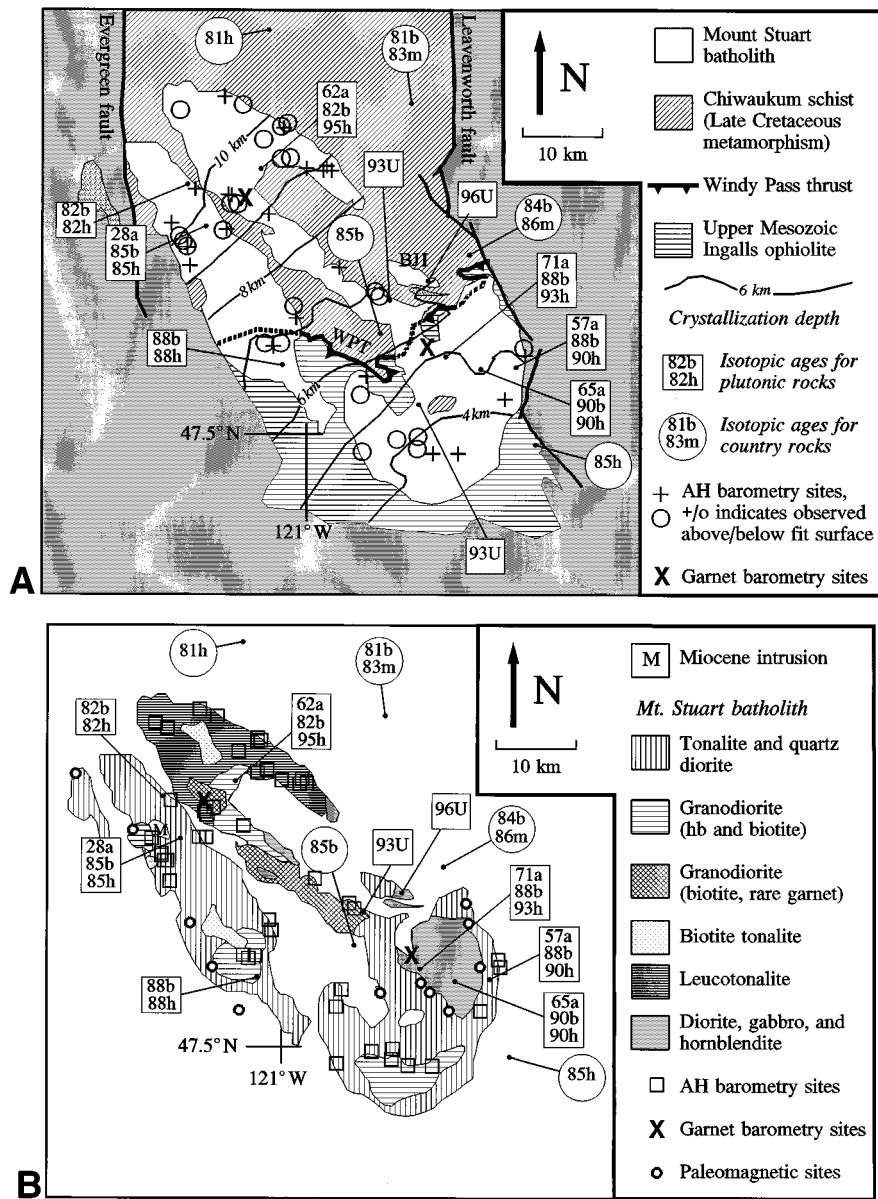 A
Evergreen fault
81h
81b
83m
Leavenworth fault
62a
82b
95h
10 km
93U
96U
84b
86m
82b
82h
28a
85b
85h
85b
BJI
71a
88b
93h
8 km
88b
88h
WPT
57a
88b
90h
65a
90b
90h
6 km
47.5° N
4 km
85h
121° W
93U
N
10 km
Mount Stuart
batholith
Chiwaukum schist
(Late Cretaceous
metamorphism)
Windy Pass thrust
Upper Mesozoic
Ingalls ophiolite
6 km
Crystallization depth
82b
82h
Isotopic ages for
plutonic rocks
81b
83m
Isotopic ages for
country rocks
+
AH barometry sites,
+/o indicates observed
above/below fit surface
X Garnet barometry sites
B
81h
81b
83m
82b
82h
62a
82b
95h
M
28a
85b
85h
85b
93U
96U
84b
86m
71a
88b
93h
57a
88b
90h
88b
88h
65a
90b
90h
47.5° N
121° W
85h
N
10 km
M Miocene intrusion
Mt. Stuart batholith
Tonalite and quartz
diorite
Granodiorite
(hb and biotite)
Granodiorite
(biotite, rare garnet)
Biotite tonalite
Leucotonalite
Diorite, gabbro, and
hornblendite
AH barometry sites
X Garnet barometry sites
Paleomagnetic sites